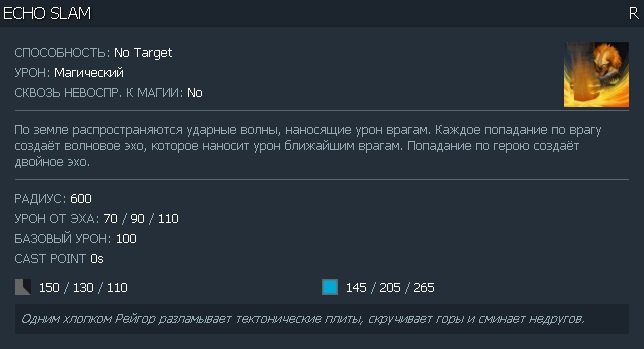 ECHO SLAM R
СПОСОБНОСТЬ: No Target
УРОН: Магический
СКВОЗЬ НЕВОСПР. К МАГИИ: No
По земле распространяются ударные волны, наносящие урон врагам. Каждое попадание по врагу
создаёт волновое эхо, которое наносит урон ближайшим врагам. Попадание по герою создаёт
двойное эхо.
РАДИУС: 600
УРОН ОТ ЭХА: 70 / 90 / 110
БАЗОВЫЙ УРОН: 100
CAST POINT 0s
150 / 130 / 110 145 / 205 / 265
Одним хлопком Рейгор разламывает тектонические плиты, скручивает горы и сминает недругов.